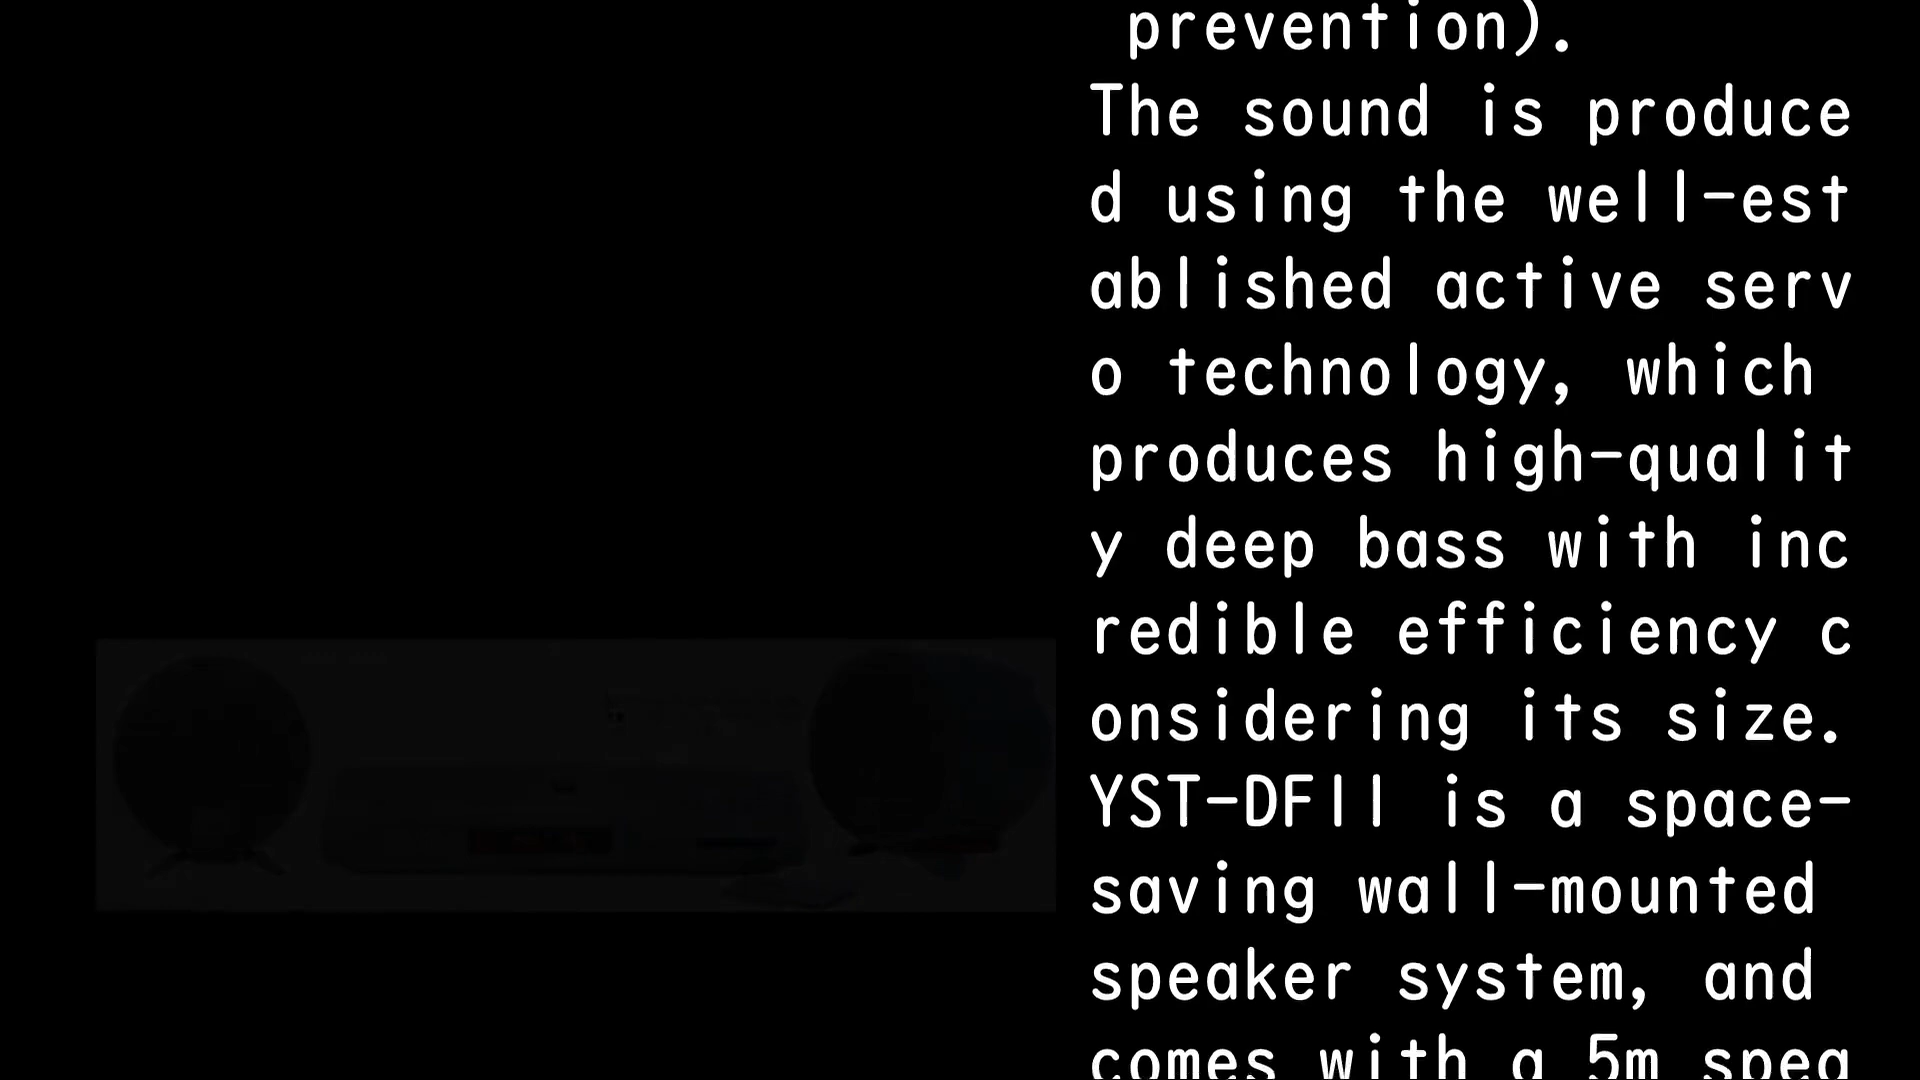 prevention).
The sound is produce
d using the well-est
ablished active serv
o technology, which
produces high-qualit
y deep bass with inc
redible efficiency c
onsidering its size.
YST-DFll is a space-
saving wall-mounted
speaker system, and
comes with a 5m spea